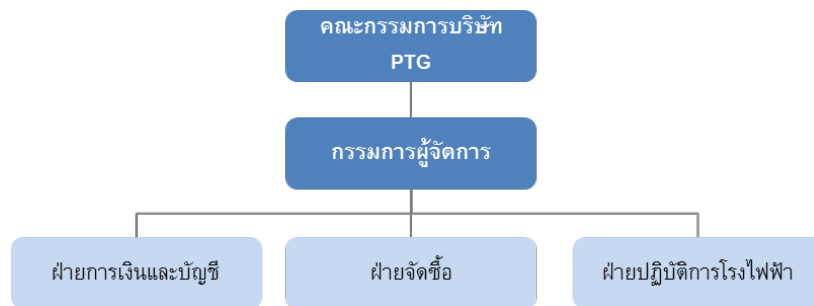 คณะกรรมการบริษัท
PTG
กรรมการผู้จัดการ
ฝ่ายการเงินและบัญชี
ฝ่ายจัดซื้อ
ฝ่ายปฏิบัติการโรงไฟฟ้า